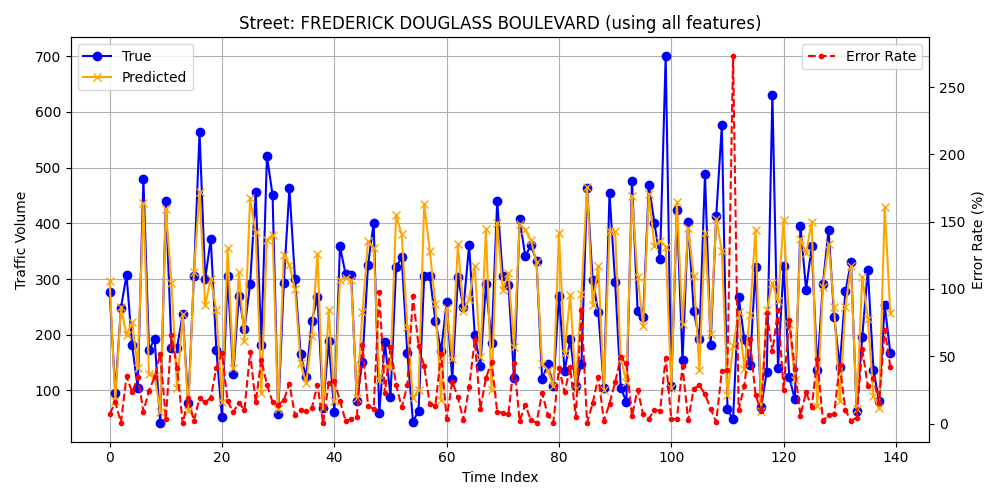 Street: FREDERICK DOUGLASS BOULEVARD (using all features)
True
Predicted
Error Rate
700
600
500
400
300
200
100
Traffic Volume
250
200
150
100
50
0
Error Rate (%)
0 20 40 60 80 100 120 140
Time Index